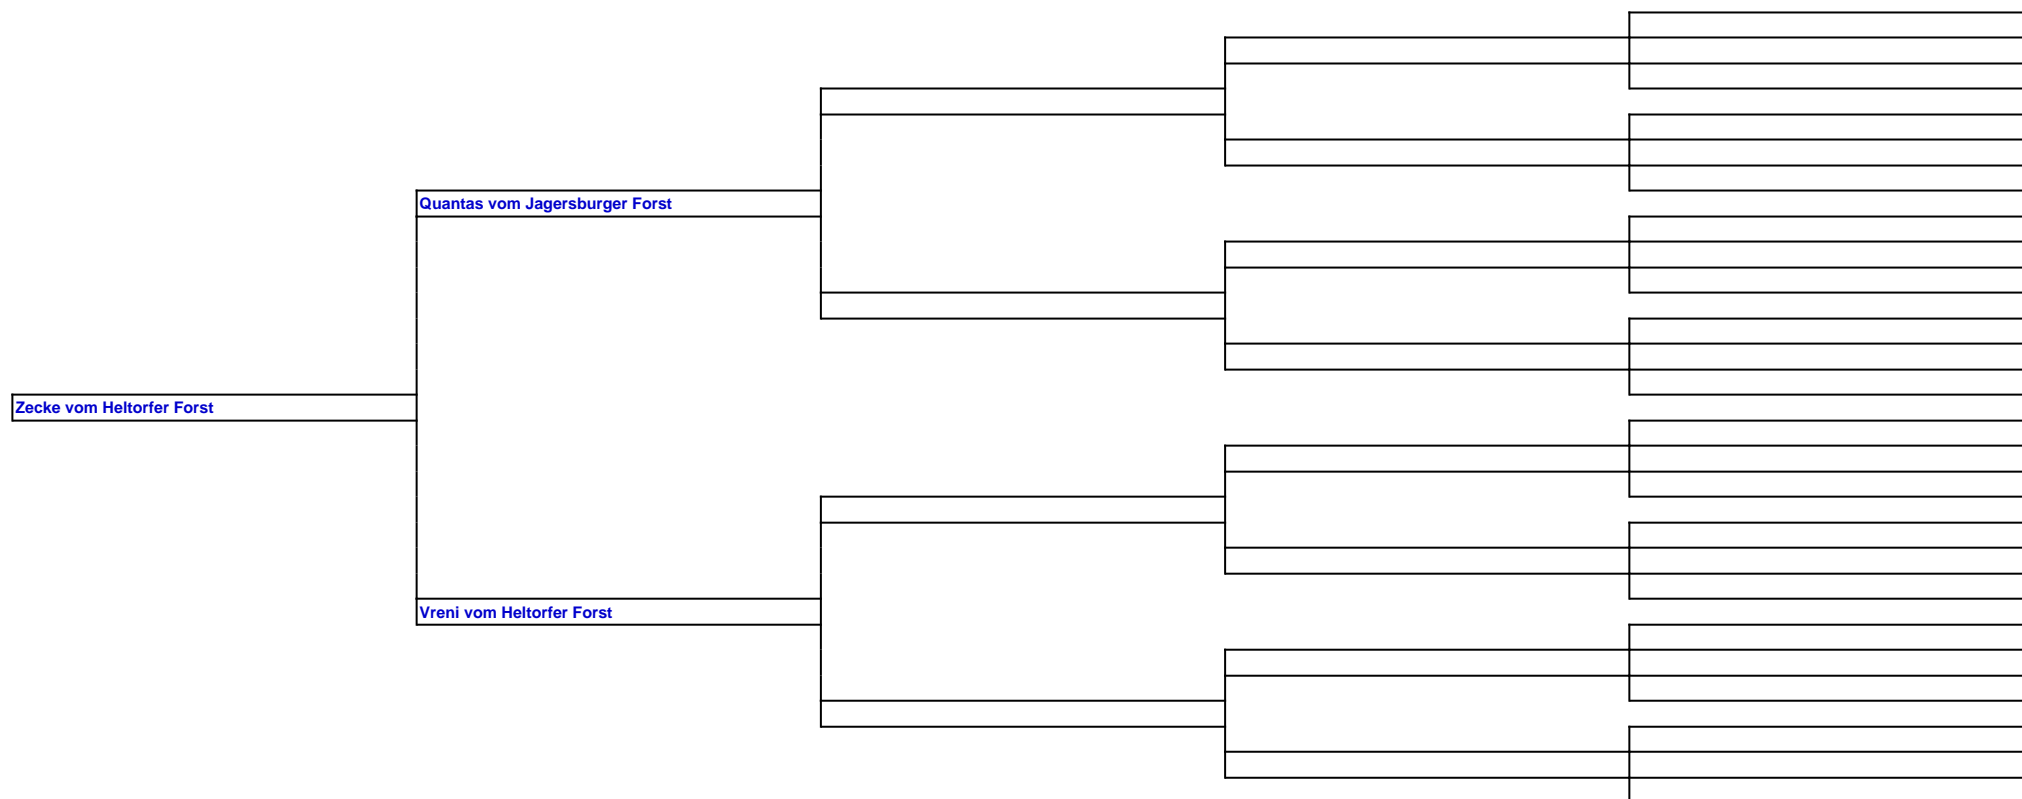 Quantas vom Jagersburger Forst
Zecke vom Heltorfer Forst
Vreni vom Heltorfer Forst